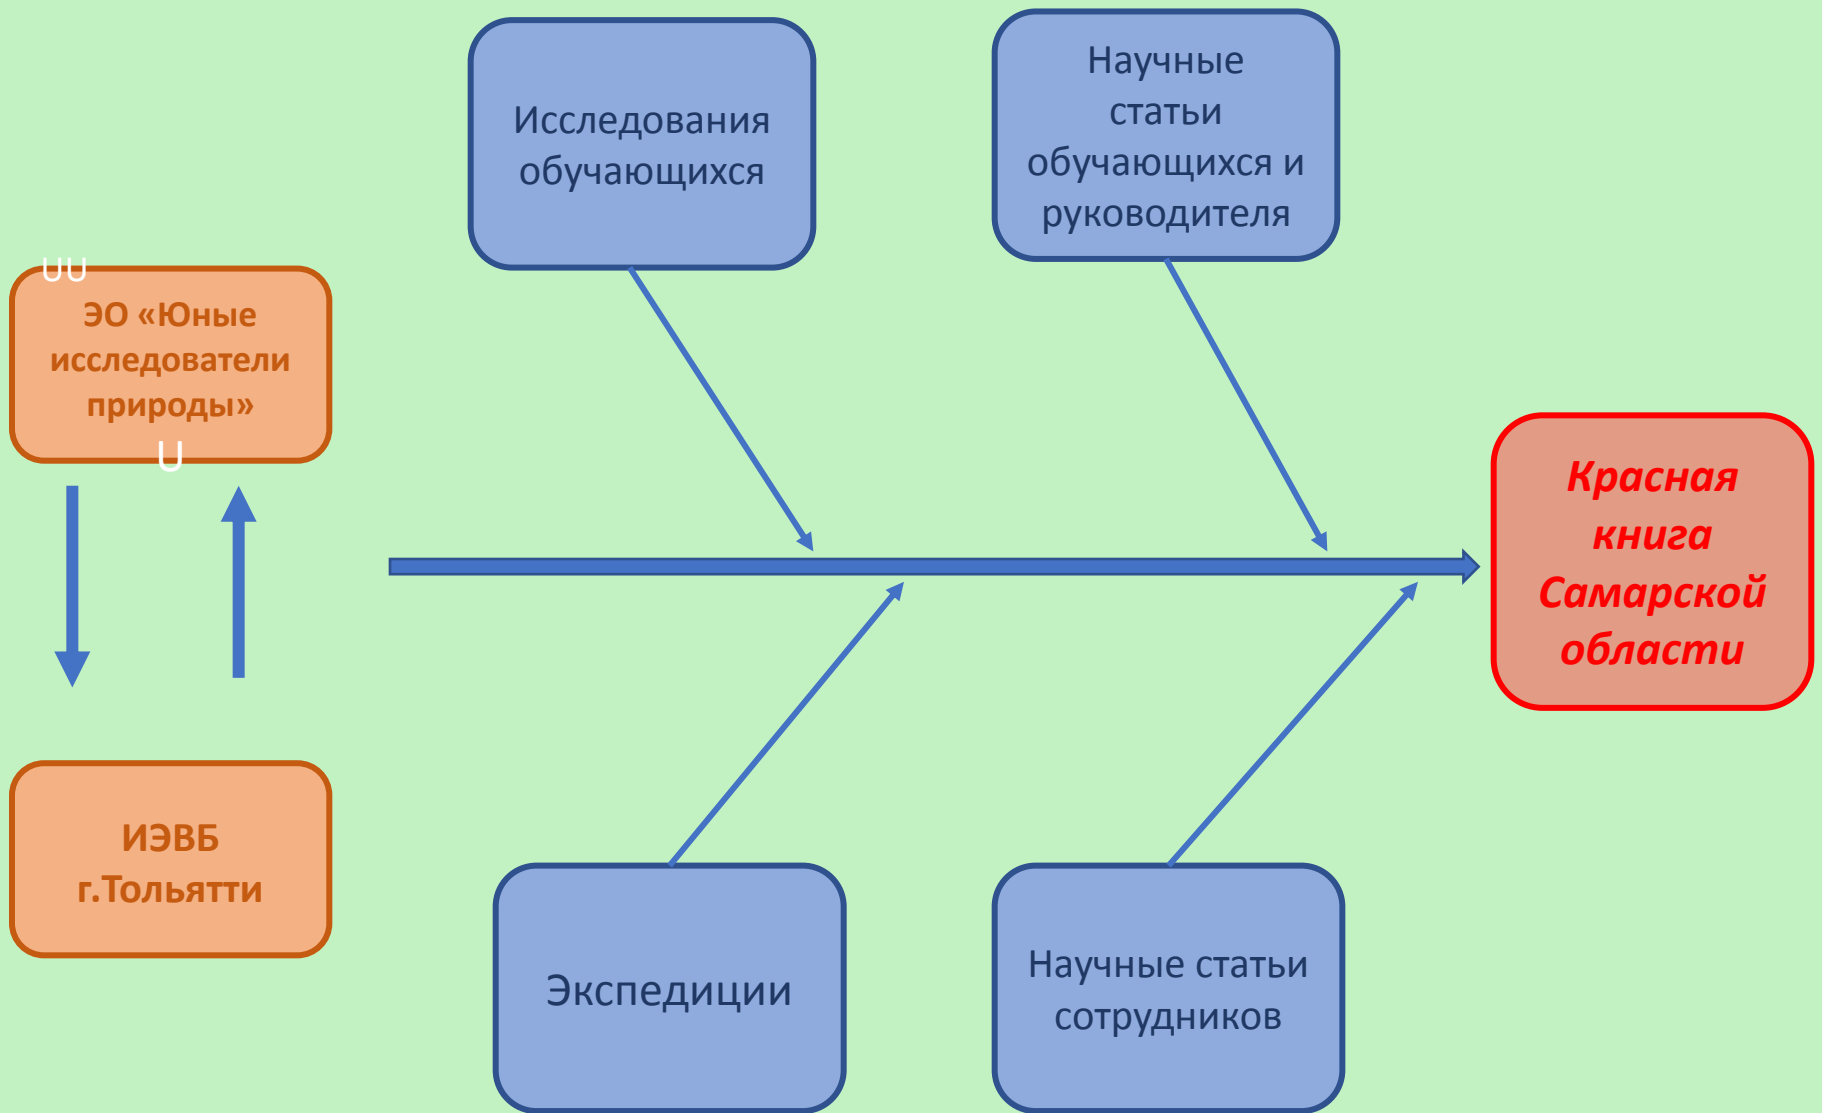 Исследования
обучающихся
Научные
статьи
обучающихся и
руководителя
UU
ЭО «Юные
исследователи
природы»
U
Красная
книга
Самарской
области
ИЭВБ
г.Тольятти
Экспедиции
Научные статьи
сотрудников